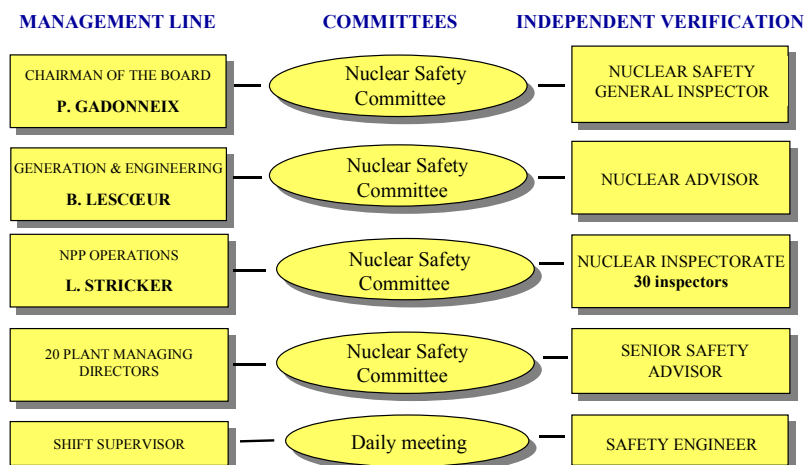 MANAGEMENT LINE
COMMITTEES
INDEPENDENT VERIFICATION
CHAIRMAN OF THE BOARD
P. GADONNEIX
Nuclear Safety
Committee
NUCLEAR SAFETY
GENERAL INSPECTOR
GENERATION & ENGINEERING
B. LESCŒUR
Nuclear Safety
Committee
NUCLEAR ADVISOR
NPP OPERATIONS
L. STRICKER
Nuclear Safety
Committee
NUCLEAR INSPECTORATE
30 inspectors
20 PLANT MANAGING
DIRECTORS
Nuclear Safety
Committee
SENIOR SAFETY
ADVISOR
SHIFT SUPERVISOR
Daily meeting
SAFETY ENGINEER